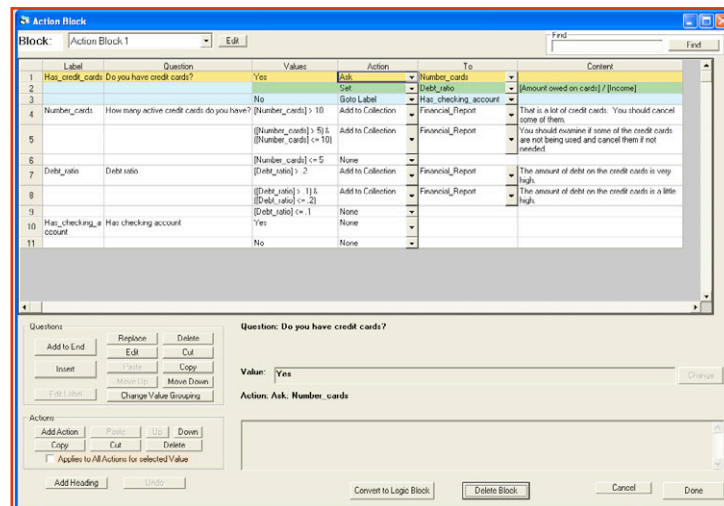 Action Block
Block: Action Block 1 Edit Find Find
Label Question Values Action To Content
1 Has_credit_cards Do you have credit cards? Yes Ask Number_cards
2 Set Debt_ratio [Amount owed on cards] / [Income]
3 No Goto Label Has_checking_account
4 Number_cards How many active credit cards do you have? [Number_cards] > 10 Add to Collection Financial_Report That is a lot of credit cards. You should cancel
some of them.
5 ([Number_cards] > 5) & Add to Collection Financial_Report You should examine if some of the credit cards
([Number_cards] <= 10) are not being used and cancel them if not
needed.
6 [Number_cards] <= 5 None
7 Debt_ratio Debt ratio [Debt_ratio] > .2 Add to Collection Financial_Report The amount of debt on the credit cards is very
high.
8 ([Debt_ratio] > .1) & Add to Collection Financial_Report The amount of debt on the credit cards is a little
([Debt_ratio] <= .2) high.
9 [Debt_ratio] <= .1 None
10 Has_checking_a Has checking account Yes None
ccount
11 No None
Questions
Add to End Replace Delete
Edit Cut
Insert Paste Copy
Move Up Move Down
Edit Label Change Value Grouping
Question: Do you have credit cards?
Value: Yes Change
Action: Ask: Number_cards
Actions
Add Action Paste Up Down
Copy Cut Delete
Applies to All Actions for selected Value
Add Heading Undo
Convert to Logic Block Delete Block Cancel Done